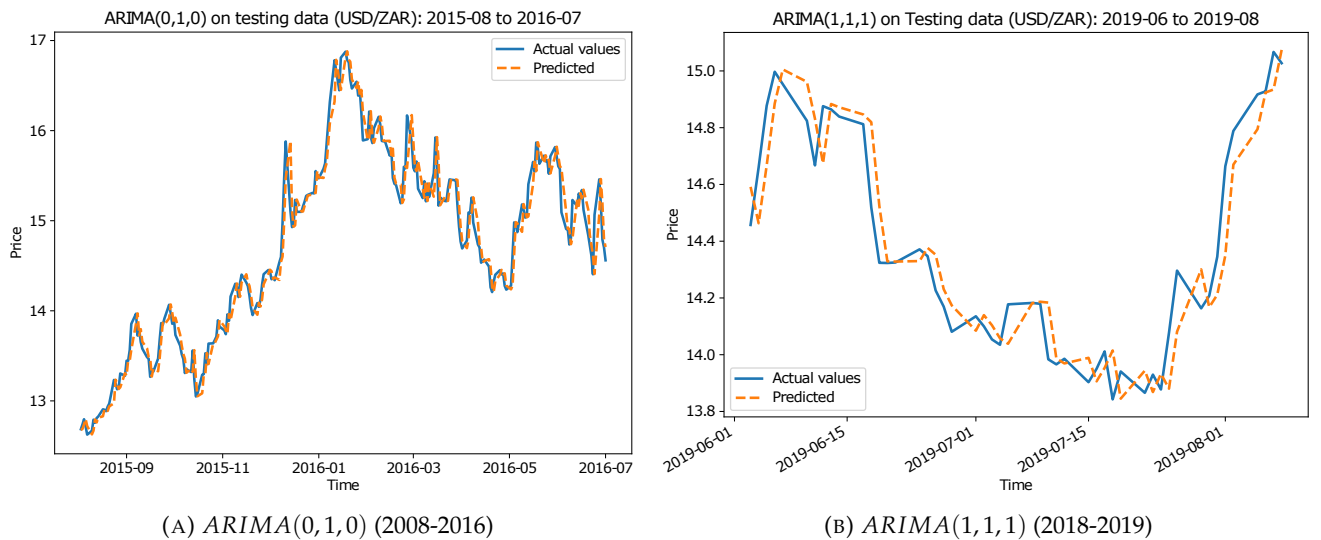 ARIMA(0,1,0) on testing data (USD/ZAR): 2015-08 to 2016-07
17
16
15
14
13
Price
Actual values
Predicted
2015-09
2015-11
2016-01
2016-03
2016-05
2016-07
Time
(A) ARIMA(0, 1, 0) (2008-2016)
ARIMA(1,1,1) on Testing data (USD/ZAR): 2019-06 to 2019-08
15.0
14.8
14.6
14.4
14.2
14.0
13.8
Price
Actual values
Predicted
2019-06-01
2019-06-15
2019-07-01
2019-07-15
2019-08-01
Time
(B) ARIMA(1, 1, 1) (2018-2019)